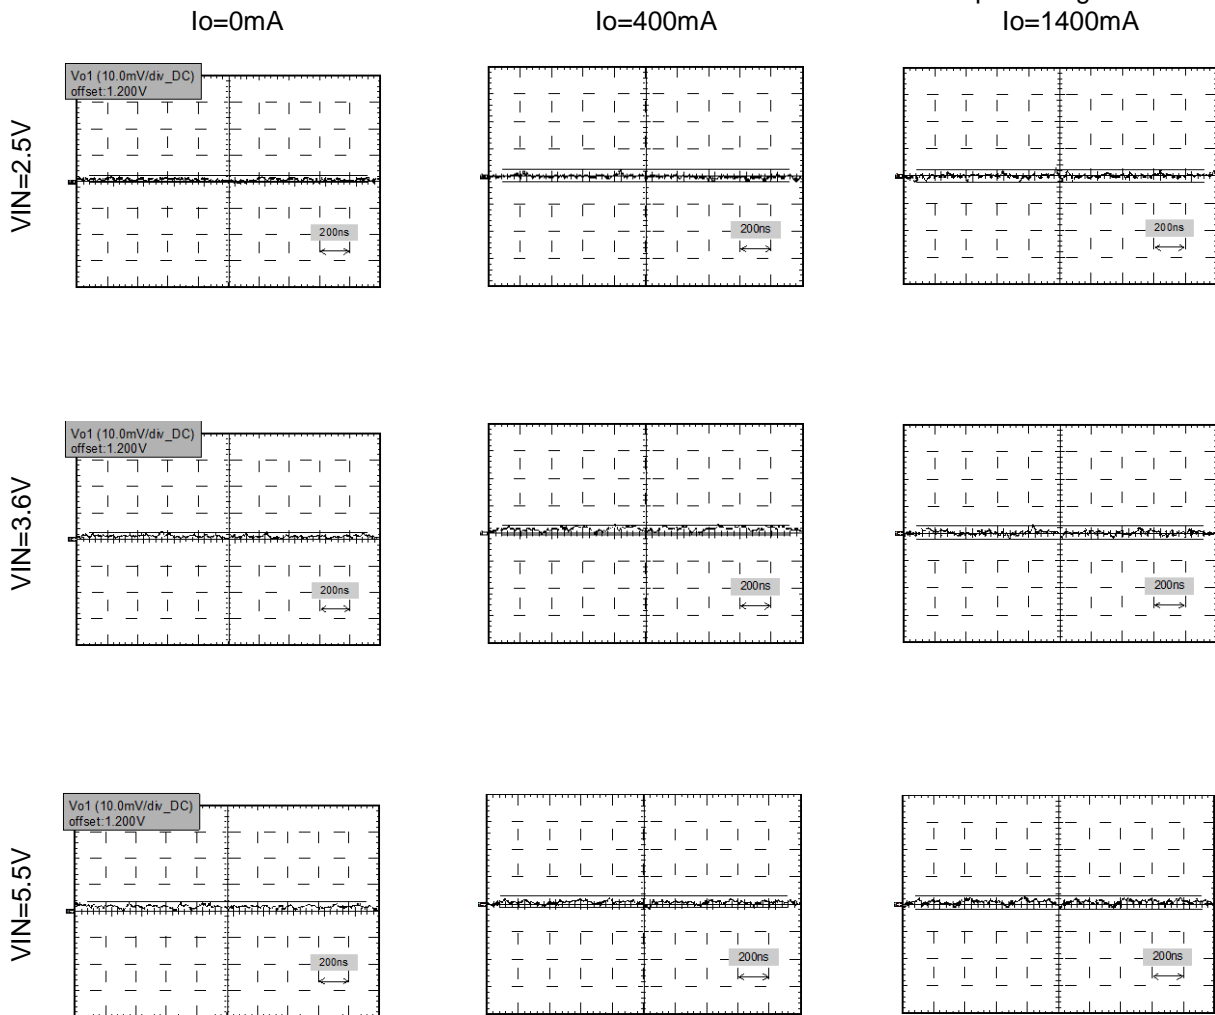 Io=0mA
Io=400mA
Io=1400mA
VIN=2.5V
Vo1 (10.0mV/div_DC)
offset:1.200V
200ns
200ns
200ns
VIN=3.6V
Vo1 (10.0mV/div_DC)
offset:1.200V
200ns
200ns
200ns
VIN=5.5V
Vo1 (10.0mV/div_DC)
offset:1.200V
200ns
200ns
200ns